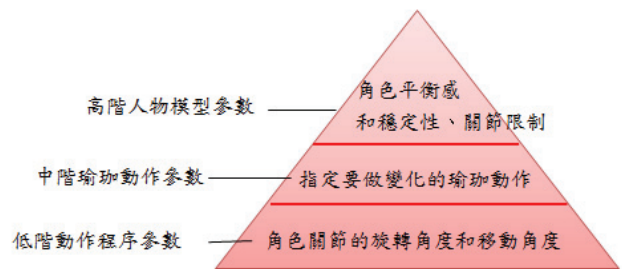 角色平衡感
高階人物模型參數
和穩定性、關節限制
中階瑜珈動作參數
指定要做變化的瑜珈動作
低階動作程序參數
角色關節的旋轉角度和移動角度